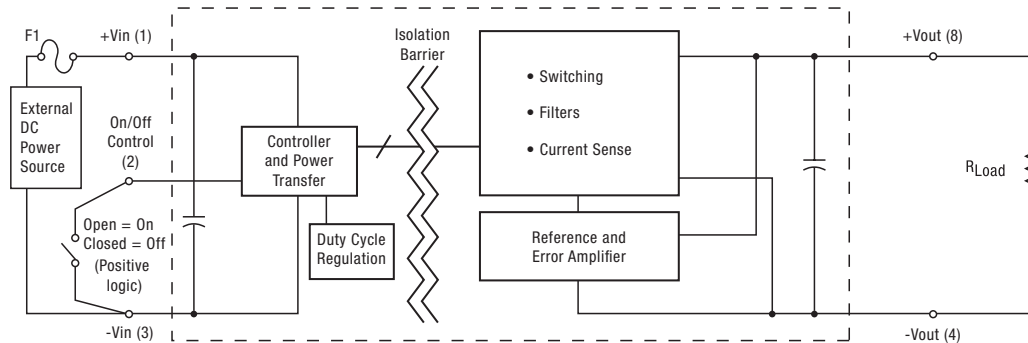 F1
+Vin (1)
External
DC
Power
Source
On/Off
Control
(2)
Open = On
Closed = Off
(Positive
logic)
-Vin (3)
Controller
and Power
Transfer
Duty Cycle
Regulation
Isolation
Barrier
• Switching
• Filters
• Current Sense
Reference and
Error Amplifier
+Vout (8)
RLoad
-Vout (4)